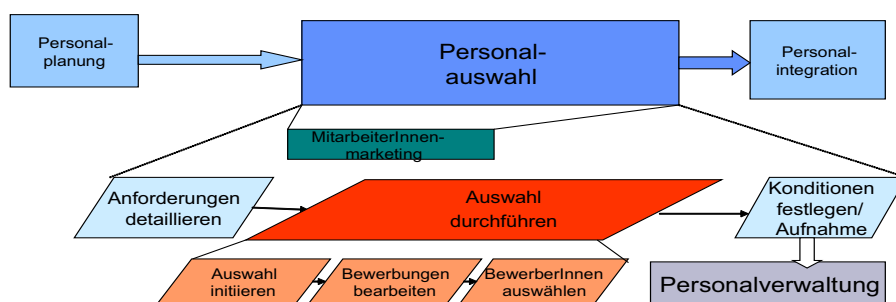 Personal-
planung
Personal-
auswahl
Personal-
integration
MitarbeiterInnen-
marketing
Anforderungen
detaillieren
Auswahl
durchführen
Konditionen
festlegen/
Aufnahme
Auswahl
initiieren
Bewerbungen
bearbeiten
BewerberInnen
auswählen
Personalverwaltung